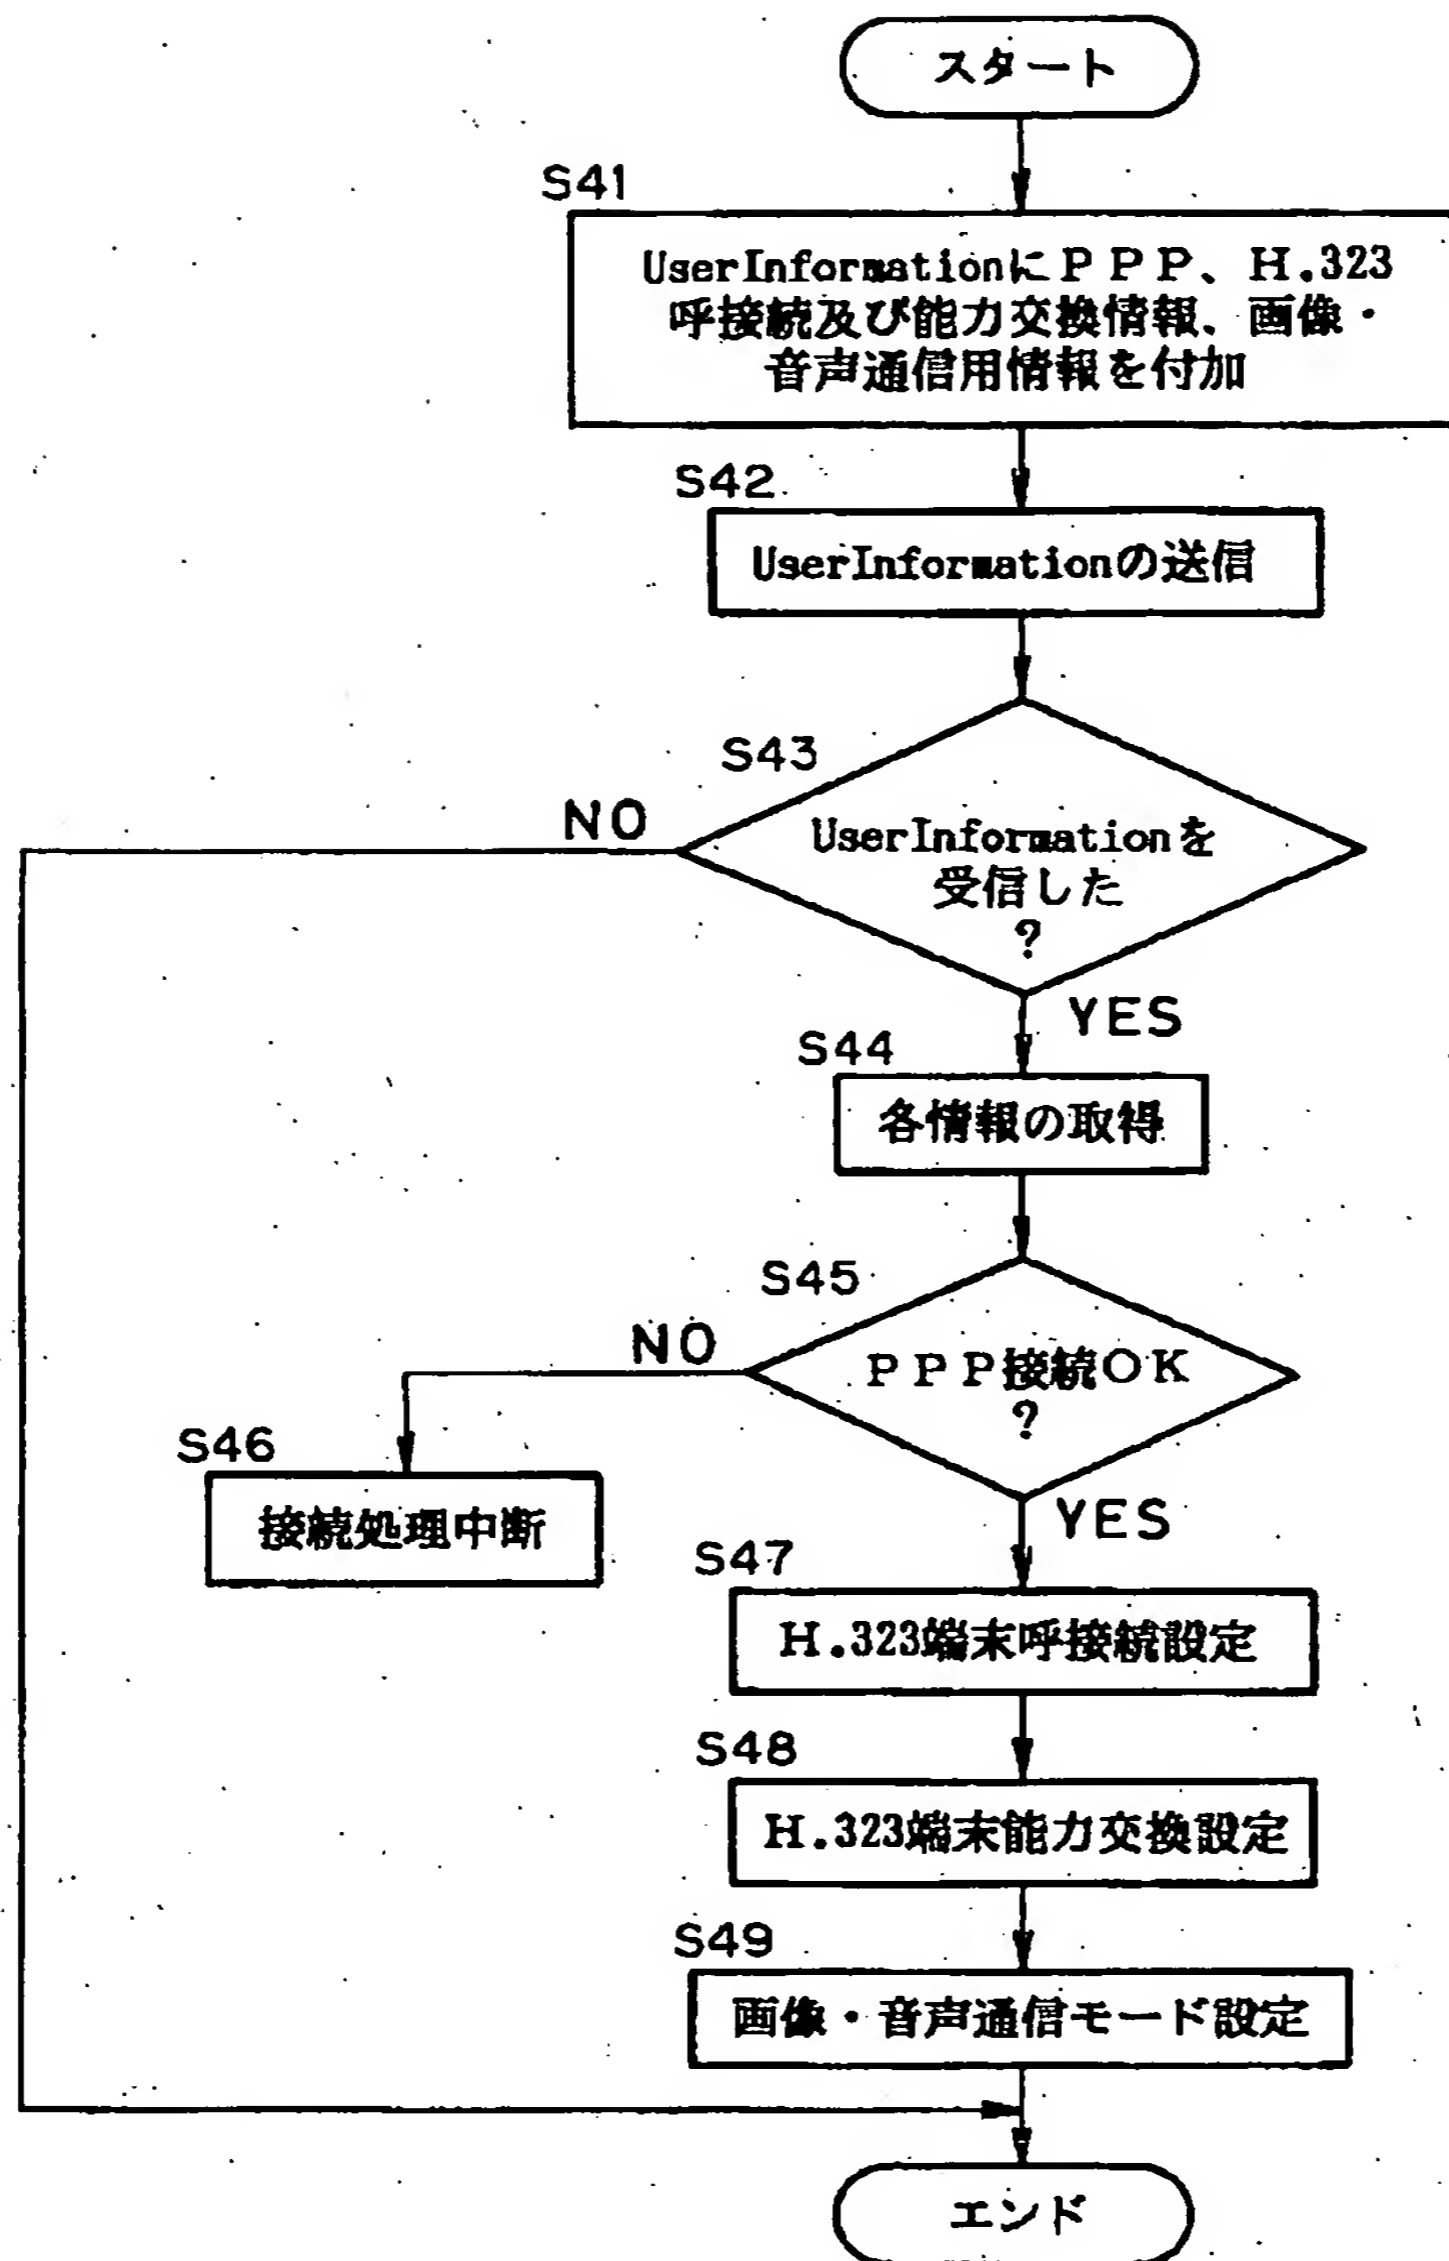 スタート
S41
UserInformationにＰＰＰ、Ｈ.323
呼接続及び能力交換情報、画像・
音声通信用情報を付加
S42
UserInformationの送信
S43
NO
UserInformationを
受信した
?
YES
S44
各情報の取得
S45
NO
ＰＰＰ接続ＯＫ
?
YES
S46
接続処理中断
S47
Ｈ.323端末呼接続設定
S48
Ｈ.323端末能力交換設定
S49
画像・音声通信モード設定
エンド